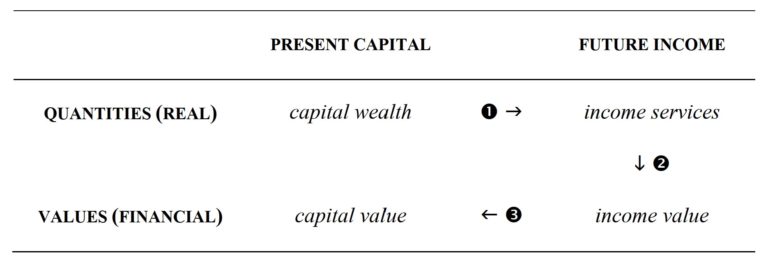 PRESENT CAPITAL FUTURE INCOME
QUANTITIES (REAL) capital wealth ❶ → income services
↓ ❷
VALUES (FINANCIAL) capital value ← ❸ income value